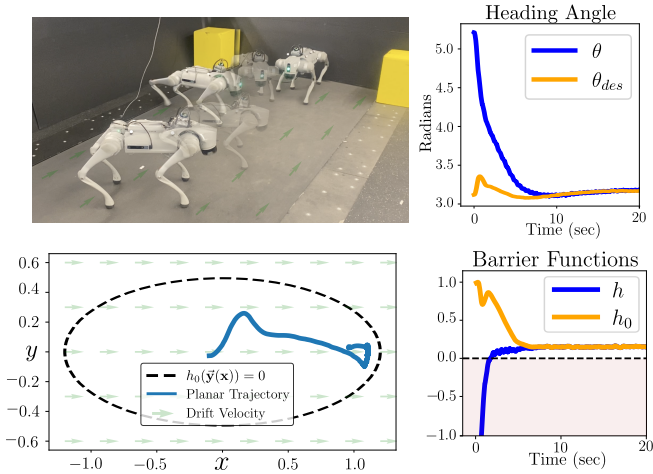 Heading Angle
5.0
4.5
4.0
3.5
3.0
Radians
θ
θ_des
0
10
20
Time (sec)
0.6
0.4
0.2
0
−0.2
−0.4
−0.6
y
h₀(y⃗(x)) = 0
Planar Trajectory
Drift Velocity
−1.0
−0.5
0
0.5
1.0
x
Barrier Functions
1.0
0.5
0.0
−0.5
−1.0
h
h₀
0
10
20
Time (sec)